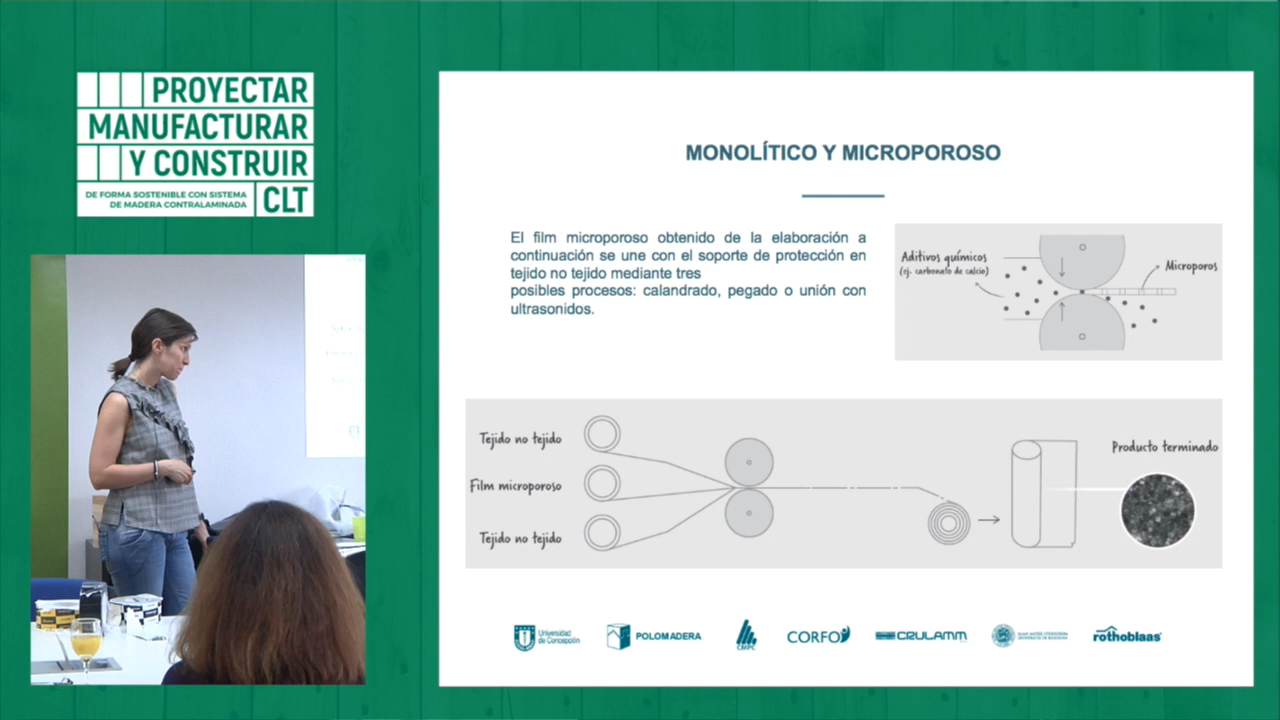 PROYECTAR
MANUFACTURAR
Y CONSTRUIR
DE FORMA SOSTENIBLE CON SISTEMA
DE MADERA CONTRALAMINADA
CLT
MONOLÍTICO Y MICROPOROSO
El film microporoso obtenido de la elaboración a
continuación se une con el soporte de protección en
tejido no tejido mediante tres
posibles procesos: calandrado, pegado o unión con
ultrasonidos.
Aditivos químicos
(ej. carbonato de calcio)
Microporos
Tejido no tejido
Film microporoso
Tejido no tejido
Producto terminado
Universidad
de Concepción
POLOMADERA
CMPC
CORFO
CRULAMM
rothoblaas